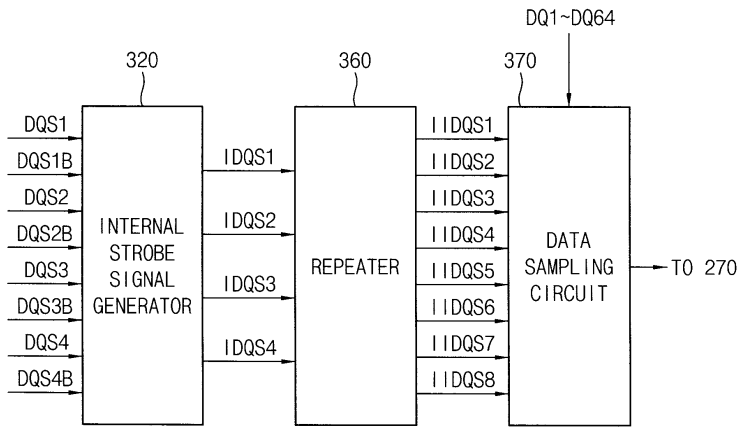 DQ1~DQ64
320
360
370
DQS1
DQS1B
DQS2
DQS2B
DQS3
DQS3B
DQS4
DQS4B
INTERNAL
STROBE
SIGNAL
GENERATOR
IDQS1
IDQS2
IDQS3
IDQS4
REPEATER
IIDQS1
IIDQS2
IIDQS3
IIDQS4
IIDQS5
IIDQS6
IIDQS7
IIDQS8
DATA
SAMPLING
CIRCUIT
TO 270